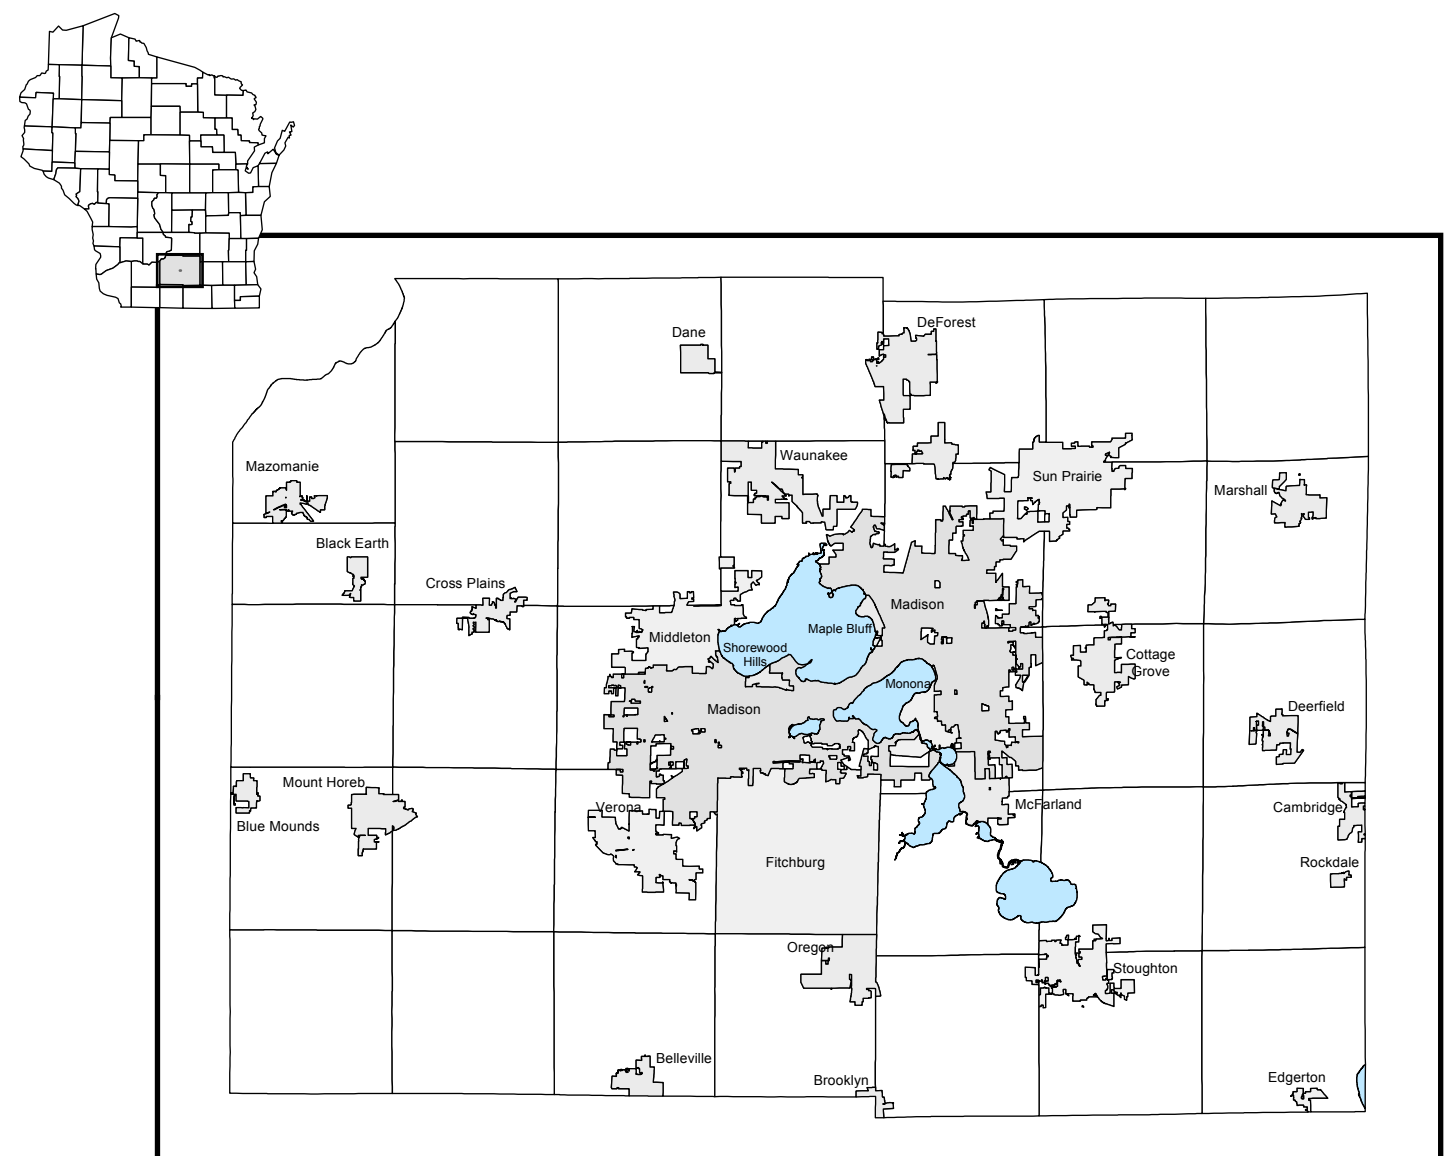 DeForest
Dane
Waunakee
Mazomanie
Sun Prairie
Marshall
Black Earth
Cross Plains
Madison
Maple Bluff
Middleton
Shorewood
Hills
Cottage
Grove
Monona
Madison
Deerfield
Mount Horeb
McFarland
Verona
Cambridge
Blue Mounds
Fitchburg
Rockdale
Oregon
Stoughton
Belleville
Brooklyn
Edgerton